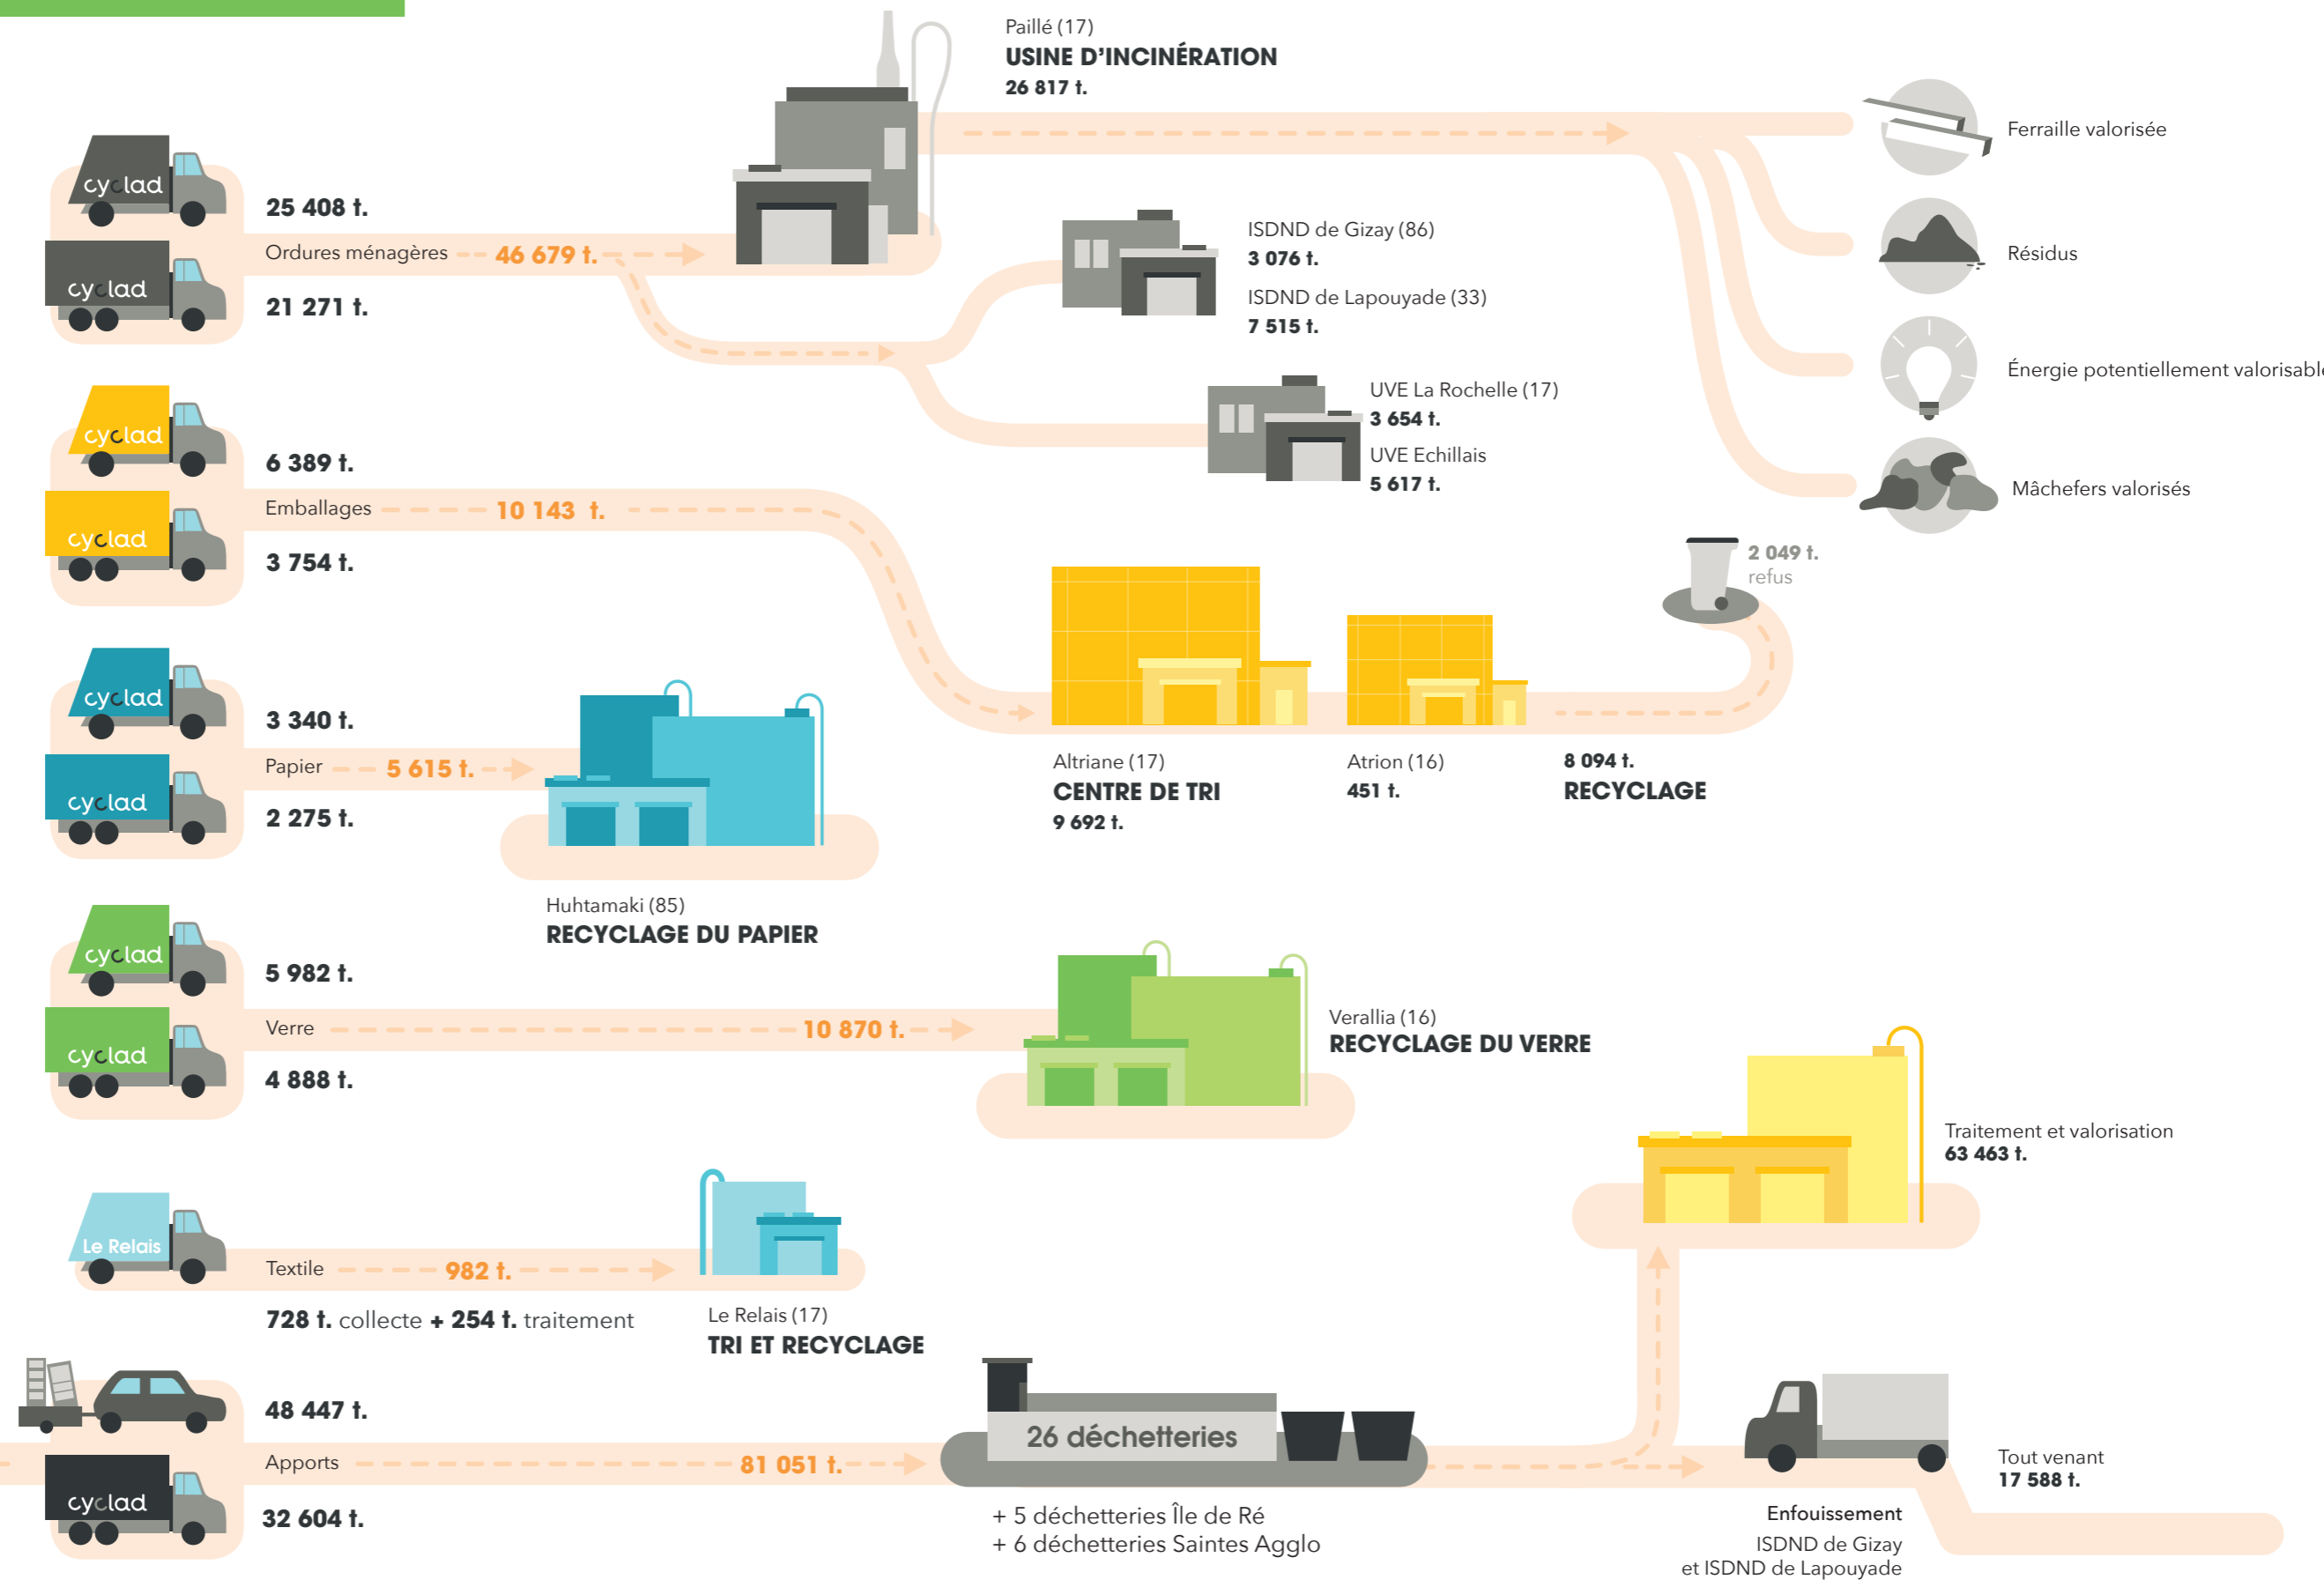 Paillé (17)
USINE D'INCINÉRATION
26 817 t.
Ferraille valorisée
Résidus
Énergie potentiellement valorisable
Mâchefers valorisés
cyclad
25 408 t.
Ordures ménagères
46 679 t.
cyclad
21 271 t.
ISDND de Gizay (86)
3 076 t.
ISDND de Lapouyade (33)
7 515 t.
UVE La Rochelle (17)
3 654 t.
UVE Echillais
5 617 t.
cyclad
6 389 t.
Emballages
10 143 t.
cyclad
3 754 t.
2 049 t.
refus
Altriane (17)
CENTRE DE TRI
9 692 t.
Atrion (16)
451 t.
8 094 t.
RECYCLAGE
cyclad
3 340 t.
Papier
5 615 t.
cyclad
2 275 t.
Huhtamaki (85)
RECYCLAGE DU PAPIER
cyclad
5 982 t.
Verre
10 870 t.
cyclad
4 888 t.
Verallia (16)
RECYCLAGE DU VERRE
Le Relais
Textile
982 t.
728 t. collecte + 254 t. traitement
Le Relais (17)
TRI ET RECYCLAGE
Traitement et valorisation
63 463 t.
48 447 t.
Apports
81 051 t.
cyclad
32 604 t.
26 déchetteries
+ 5 déchetteries Île de Ré
+ 6 déchetteries Saintes Agglo
Tout venant
17 588 t.
Enfouissement
ISDND de Gizay
et ISDND de Lapouyade